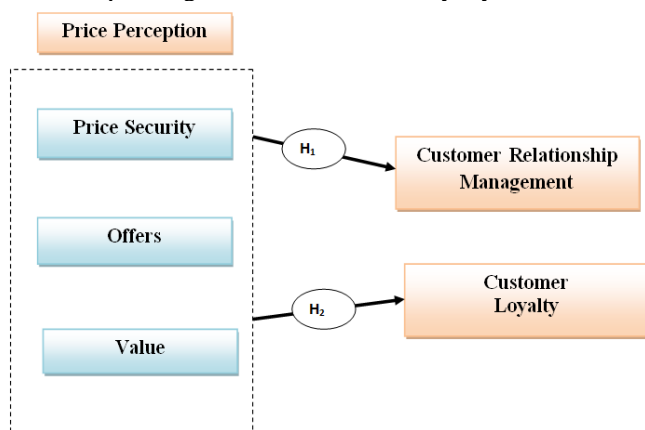 Price Perception
Price Security
H1
Customer Relationship
Management
Offers
Customer
Loyalty
H2
Value